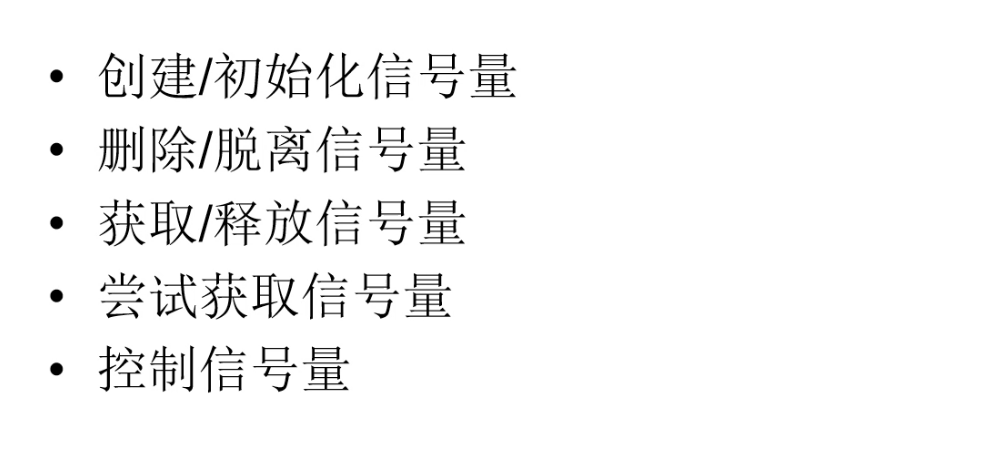 • 创建/初始化信号量
• 删除/脱离信号量
• 获取/释放信号量
• 尝试获取信号量
• 控制信号量